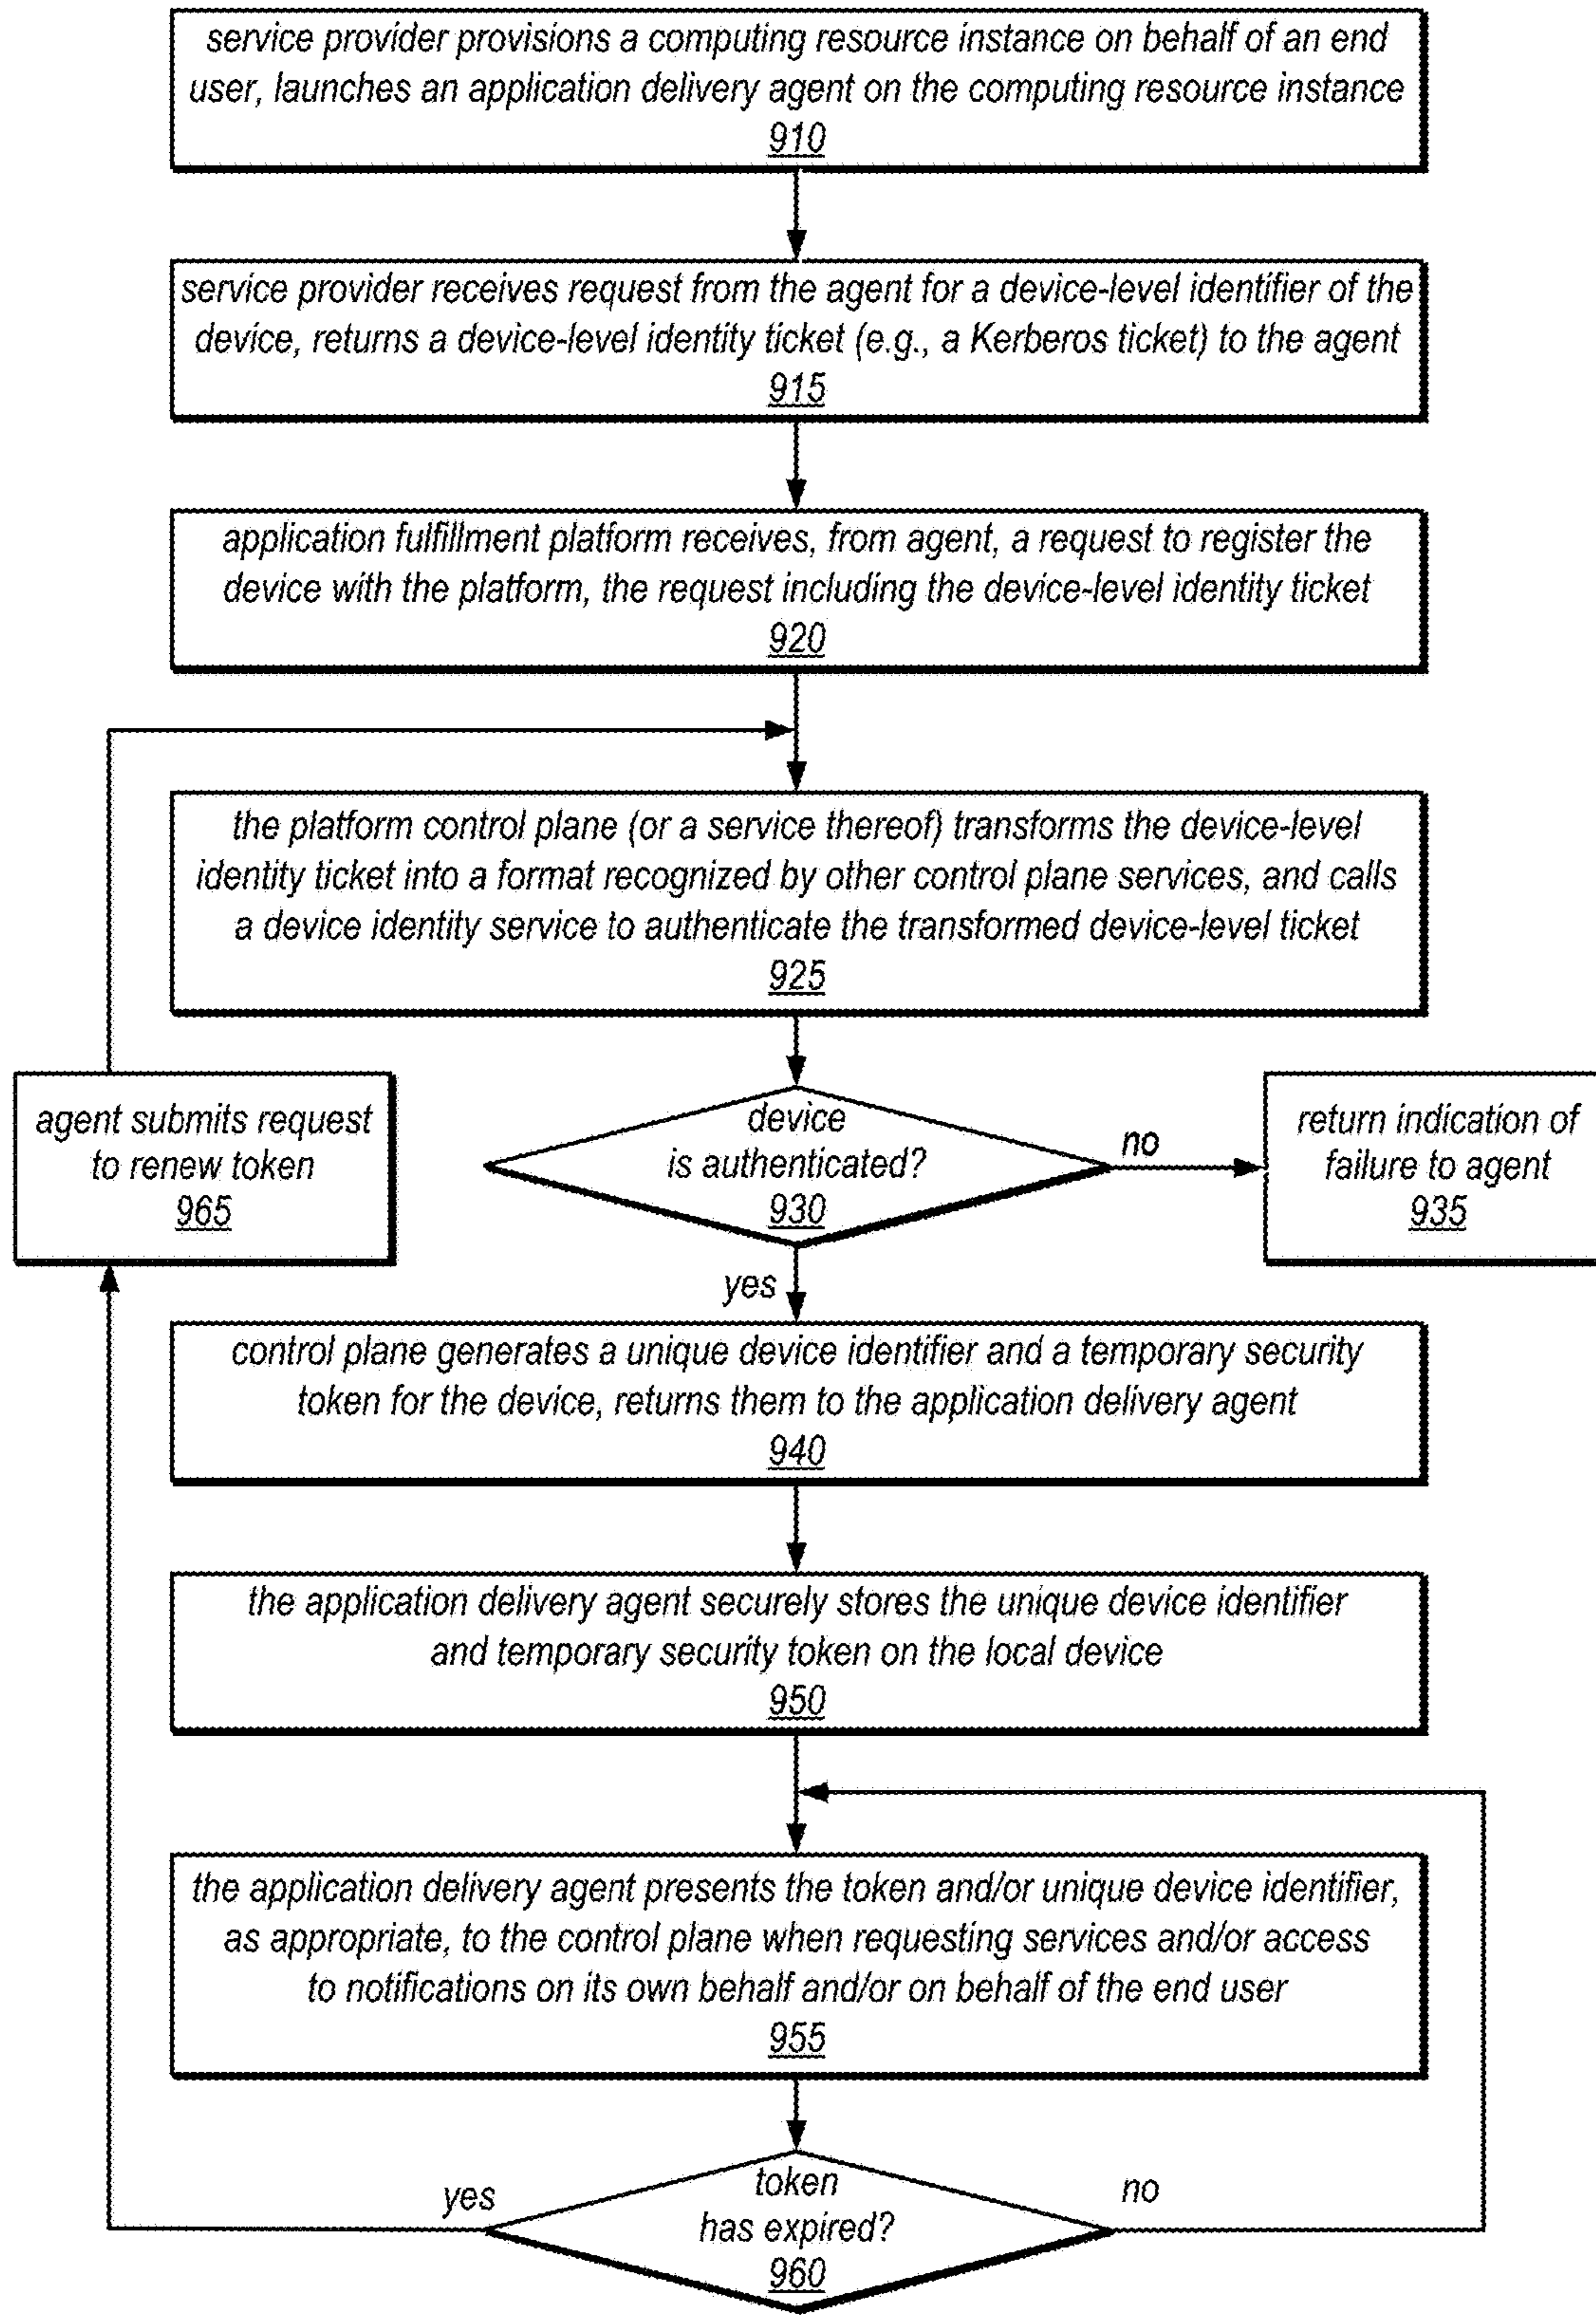 service provider provisions a computing resource instance on behalf of an end
user, launches an application delivery agent on the computing resource instance
910
service provider receives request from the agent for a device-level identifier of the
device, returns a device-level identity ticket (e.g., a Kerberos ticket) to the agent
915
application fulfillment platform receives, from agent, a request to register the
device with the platform, the request including the device-level identity ticket
920
the platform control plane (or a service thereof) transforms the device-level
identity ticket into a format recognized by other control plane services, and calls
a device identity service to authenticate the transformed device-level ticket
925
agent submits request
to renew token
965
device
is authenticated?
930
no
return indication of
failure to agent
935
yes
control plane generates a unique device identifier and a temporary security
token for the device, returns them to the application delivery agent
940
the application delivery agent securely stores the unique device identifier
and temporary security token on the local device
950
the application delivery agent presents the token and/or unique device identifier,
as appropriate, to the control plane when requesting services and/or access
to notifications on its own behalf and/or on behalf of the end user
955
yes
token
has expired?
960
no